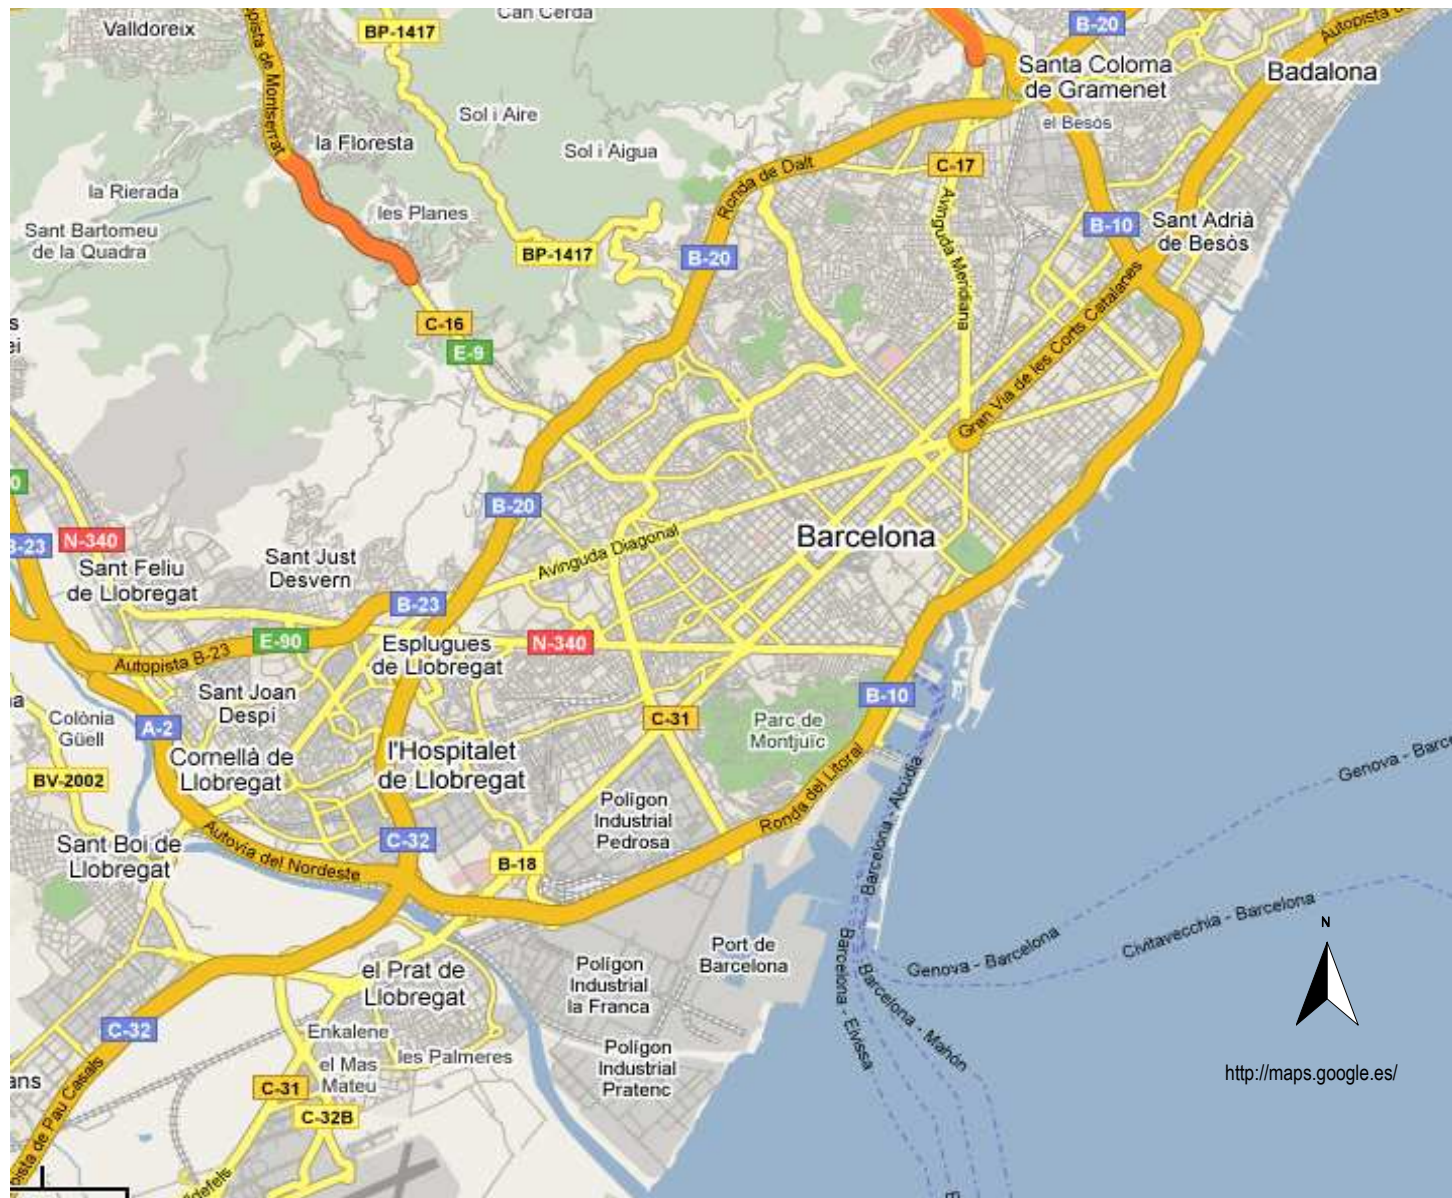 Can Cerdà
Valldoreix
BP-1417
B-20
Autopista de Montserrat
Santa Coloma
de Gramenet
Badalona
Sol i Aire
el Besòs
la Floresta
Sol i Aigua
C-17
Ronda de Dalt
la Rierada
les Planes
Sant Bartomeu
de la Quadra
B-10
Sant Adrià
de Besòs
BP-1417
B-20
Avinguda Meridiana
C-16
E-9
Gran Via de les Corts Catalanes
B-20
N-340
Barcelona
Avinguda Diagonal
Sant Just
Desvern
Sant Feliu
de Llobregat
B-23
E-90
N-340
Autopista B-23
Esplugues
de Llobregat
Sant Joan
Despí
B-10
Colònia
Güell
A-2
C-31
Parc de
Montjuïc
Cornellà de
Llobregat
l'Hospitalet
de Llobregat
BV-2002
Genova - Barce
Barcelona - Alcúdia
Ronda del Litoral
Polígon
Industrial
Pedrosa
Sant Boi de
Llobregat
Autovia del Nordeste
C-32
B-18
Civitavecchia - Barcelona
Genova - Barcelona
N
Port de
Barcelona
Barcelona - Eivissa
Barcelona - Mahón
el Prat de
Llobregat
Polígon
Industrial
la Franca
C-32
Enkalene
el Mas
Mateu
les Palmeres
Polígon
Industrial
Pratenc
http://maps.google.es/
C-31
C-32B
pista de Pau Casals